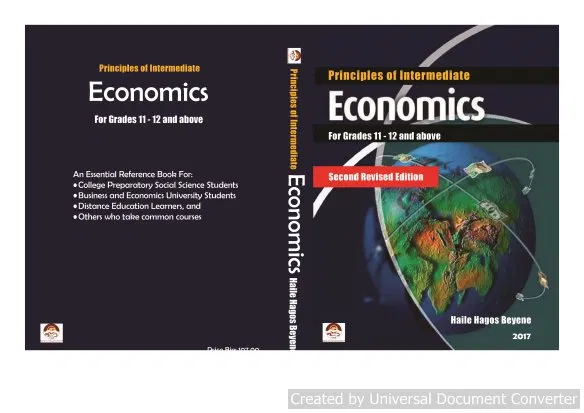 Principles of Intermediate
Economics
For Grades 11 - 12 and above
An Essential Reference Book For:
• College Preparatory Social Science Students
• Business and Economics University Students
• Distance Education Learners, and
• Others who take common courses
Principles of Intermediate
Economics
Haile Hagos Beyene
Principles of Intermediate
Economics
For Grades 11 - 12 and above
Second Revised Edition
Haile Hagos Beyene
2017
Created by Universal Document Converter